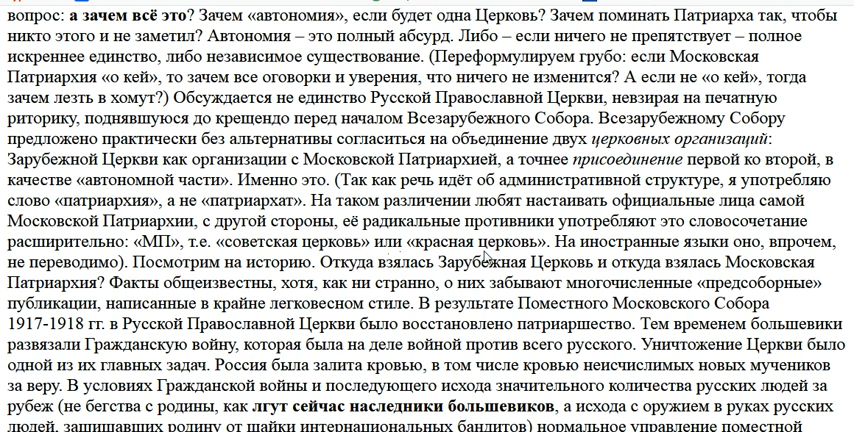 вопрос: а зачем всё это? Зачем «автономия», если будет одна Церковь? Зачем поминать Патриарха так, чтобы
никто этого и не заметил? Автономия – это полный абсурд. Либо – если ничего не препятствует – полное
искреннее единство, либо независимое существование. (Переформулируем грубо: если Московская
Патриархия «о кей», то зачем все оговорки и уверения, что ничего не изменится? А если не «о кей», тогда
зачем лезть в хомут?) Обсуждается не единство Русской Православной Церкви, невзирая на печатную
риторику, поднявшуюся до крещендо перед началом Всезарубежного Собора. Всезарубежному Собору
предложено практически без альтернативы согласиться на объединение двух церковных организаций:
Зарубежной Церкви как организации с Московской Патриархией, а точнее присоединение первой ко второй, в
качестве «автономной части». Именно это. (Так как речь идёт об административной структуре, я употребляю
слово «патриархия», а не «патриархат». На таком различении любят настаивать официальные лица самой
Московской Патриархии, с другой стороны, её радикальные противники употребляют это словосочетание
расширительно: «МП», т.е. «советская церковь» или «красная церковь». На иностранные языки оно, впрочем,
не переводимо). Посмотрим на историю. Откуда взялась Зарубежная Церковь и откуда взялась Московская
Патриархия? Факты общеизвестны, хотя, как ни странно, о них забывают многочисленные «предсоборные»
публикации, написанные в крайне легковесном стиле. В результате Поместного Московского Собора
1917-1918 гг. в Русской Православной Церкви было восстановлено патриаршество. Тем временем большевики
развязали Гражданскую войну, которая была на деле войной против всего русского. Уничтожение Церкви было
одной из их главных задач. Россия была залита кровью, в том числе кровью неисчислимых новых мучеников
за веру. В условиях Гражданской войны и последующего исхода значительного количества русских людей за
рубеж (не бегства с родины, как лгут сейчас наследники большевиков, а исхода с оружием в руках русских
людей, защищавших родину от шайки интернациональных бандитов) нормальное управление поместной